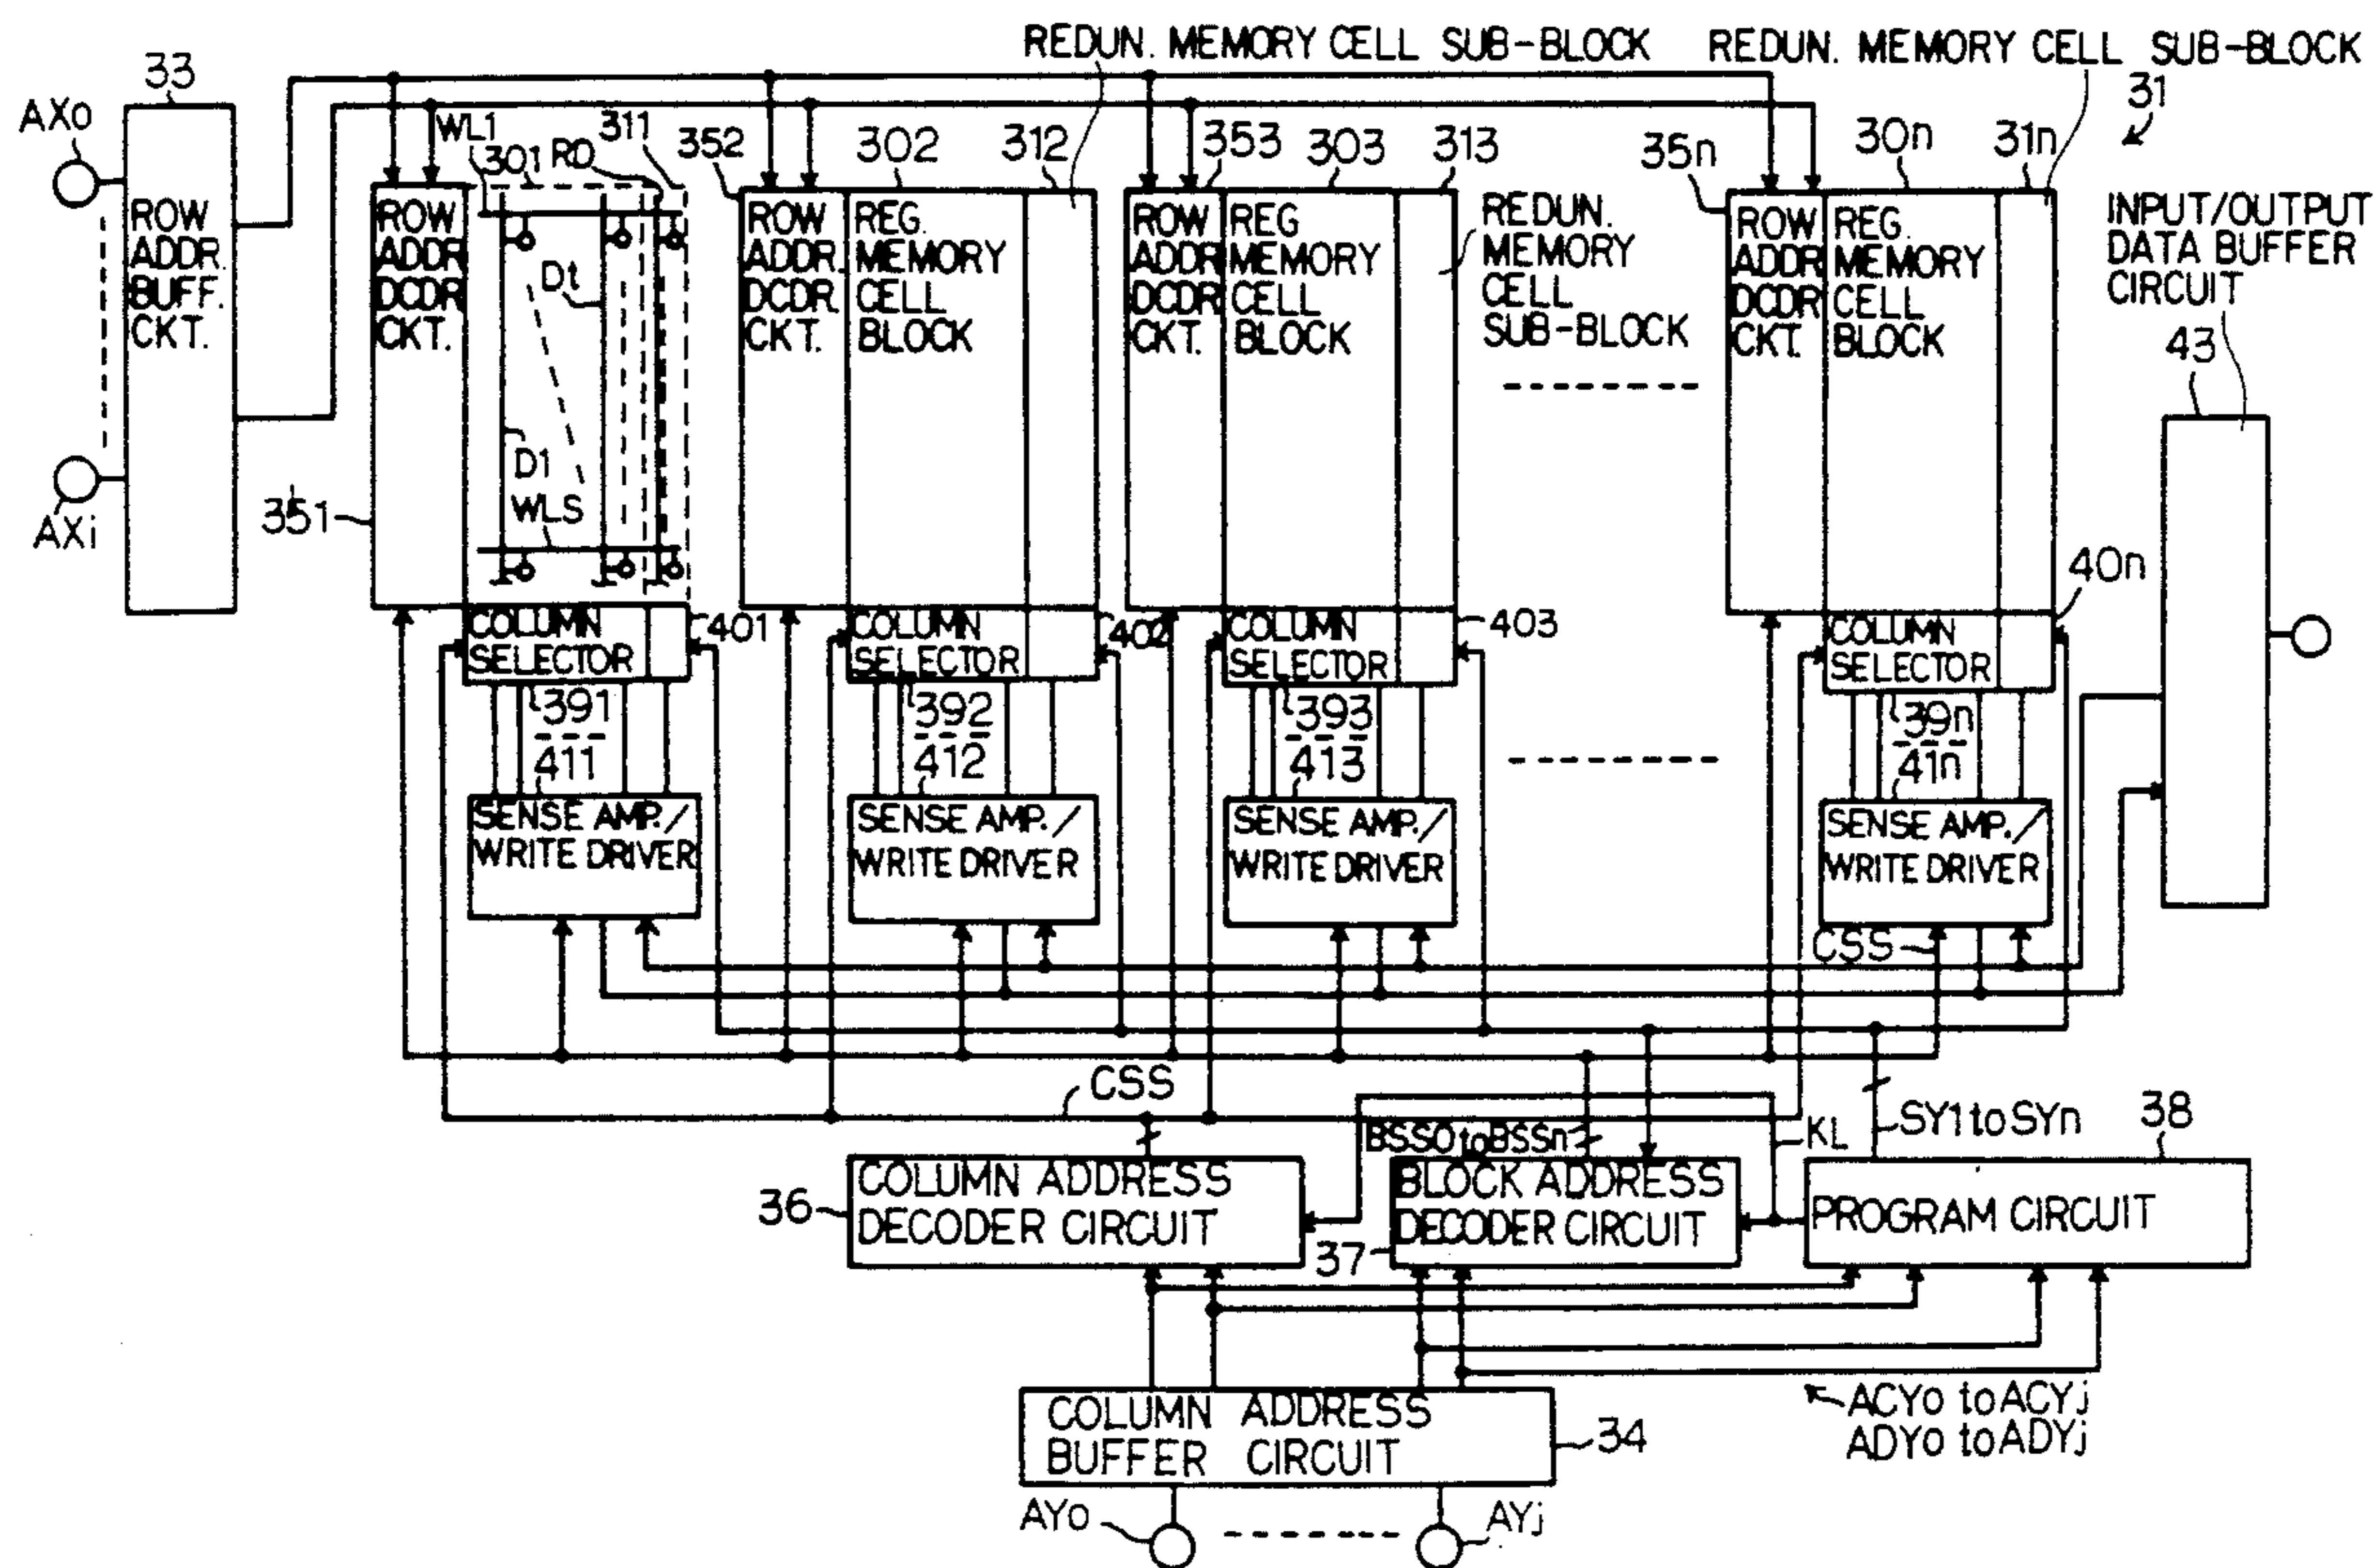 REDUN. MEMORY CELL SUB-BLOCK
REDUN. MEMORY CELL SUB-BLOCK
33
31
AXo
WL1
301
RD
311
352
302
312
353
303
313
35n
30n
31n
ROW
ADDR.
BUFF.
CKT.
ROW
ADDR
DCDR
CKT.
ROW
ADDR.
DCDR.
CKT.
REG.
MEMORY
CELL
BLOCK
ROW
ADDR
DCDR
CKT.
REG
MEMORY
CELL
BLOCK
REDUN.
MEMORY
CELL
SUB-BLOCK
ROW
ADDR
DCDR
CKT.
REG.
MEMORY
CELL
BLOCK
INPUT/OUTPUT
DATA BUFFER
CIRCUIT
43
Dt
D1
WLS
351
AXi
COLUMN
SELECTOR
401
COLUMN
SELECTOR
402
COLUMN
SELECTOR
403
COLUMN
SELECTOR
40n
391
392
393
39n
411
412
413
41n
SENSE AMP./
WRITE DRIVER
SENSE AMP./
WRITE DRIVER
SENSE AMP./
WRITE DRIVER
SENSE AMP./
WRITE DRIVER
CSS
CSS
BSS0 to BSSn
KL
SY1 to SYn
38
36
COLUMN ADDRESS
DECODER CIRCUIT
37
BLOCK ADDRESS
DECODER CIRCUIT
PROGRAM CIRCUIT
COLUMN ADDRESS
BUFFER CIRCUIT
34
ACYo to ACYj
ADYo to ADYj
AYo
AYj